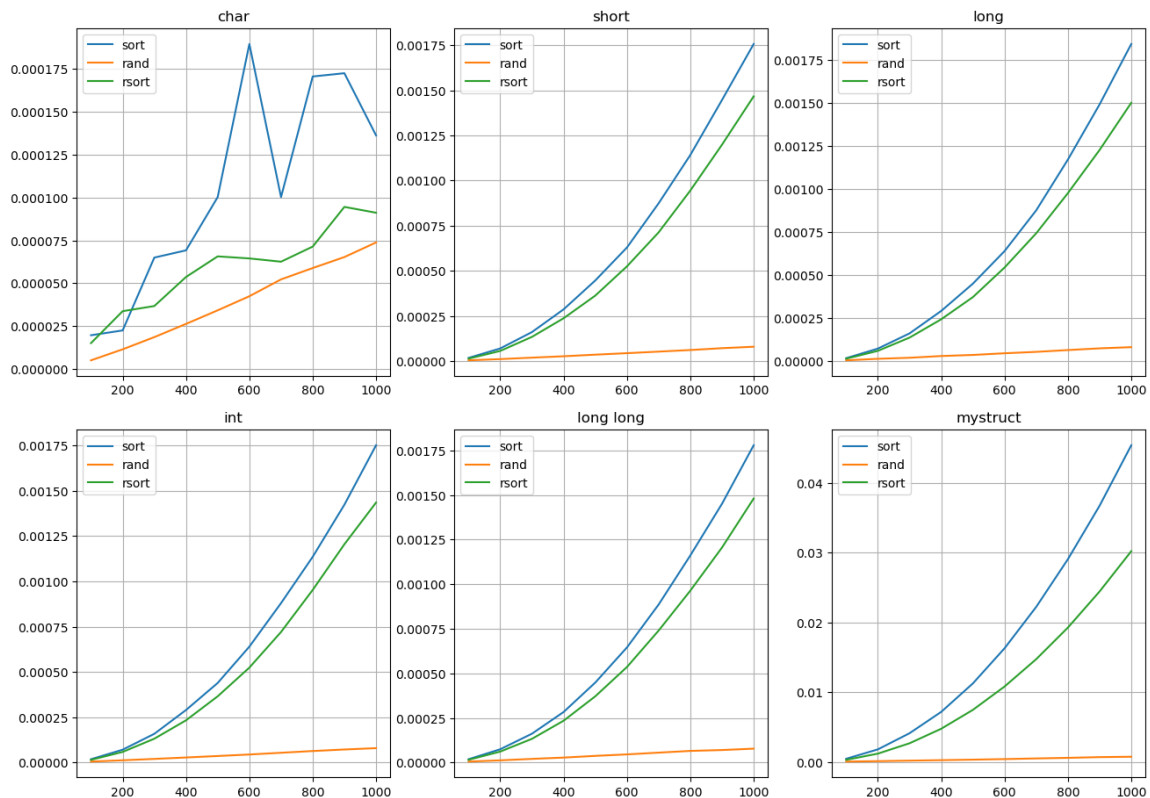 char
sort
rand
rsort
0.000175
0.000150
0.000125
0.000100
0.000075
0.000050
0.000025
0.000000
200 400 600 800 1000
short
sort
rand
rsort
0.00175
0.00150
0.00125
0.00100
0.00075
0.00050
0.00025
0.00000
200 400 600 800 1000
long
sort
rand
rsort
0.00175
0.00150
0.00125
0.00100
0.00075
0.00050
0.00025
0.00000
200 400 600 800 1000
int
sort
rand
rsort
0.00175
0.00150
0.00125
0.00100
0.00075
0.00050
0.00025
0.00000
200 400 600 800 1000
long long
sort
rand
rsort
0.00175
0.00150
0.00125
0.00100
0.00075
0.00050
0.00025
0.00000
200 400 600 800 1000
mystruct
sort
rand
rsort
0.04
0.03
0.02
0.01
0.00
200 400 600 800 1000